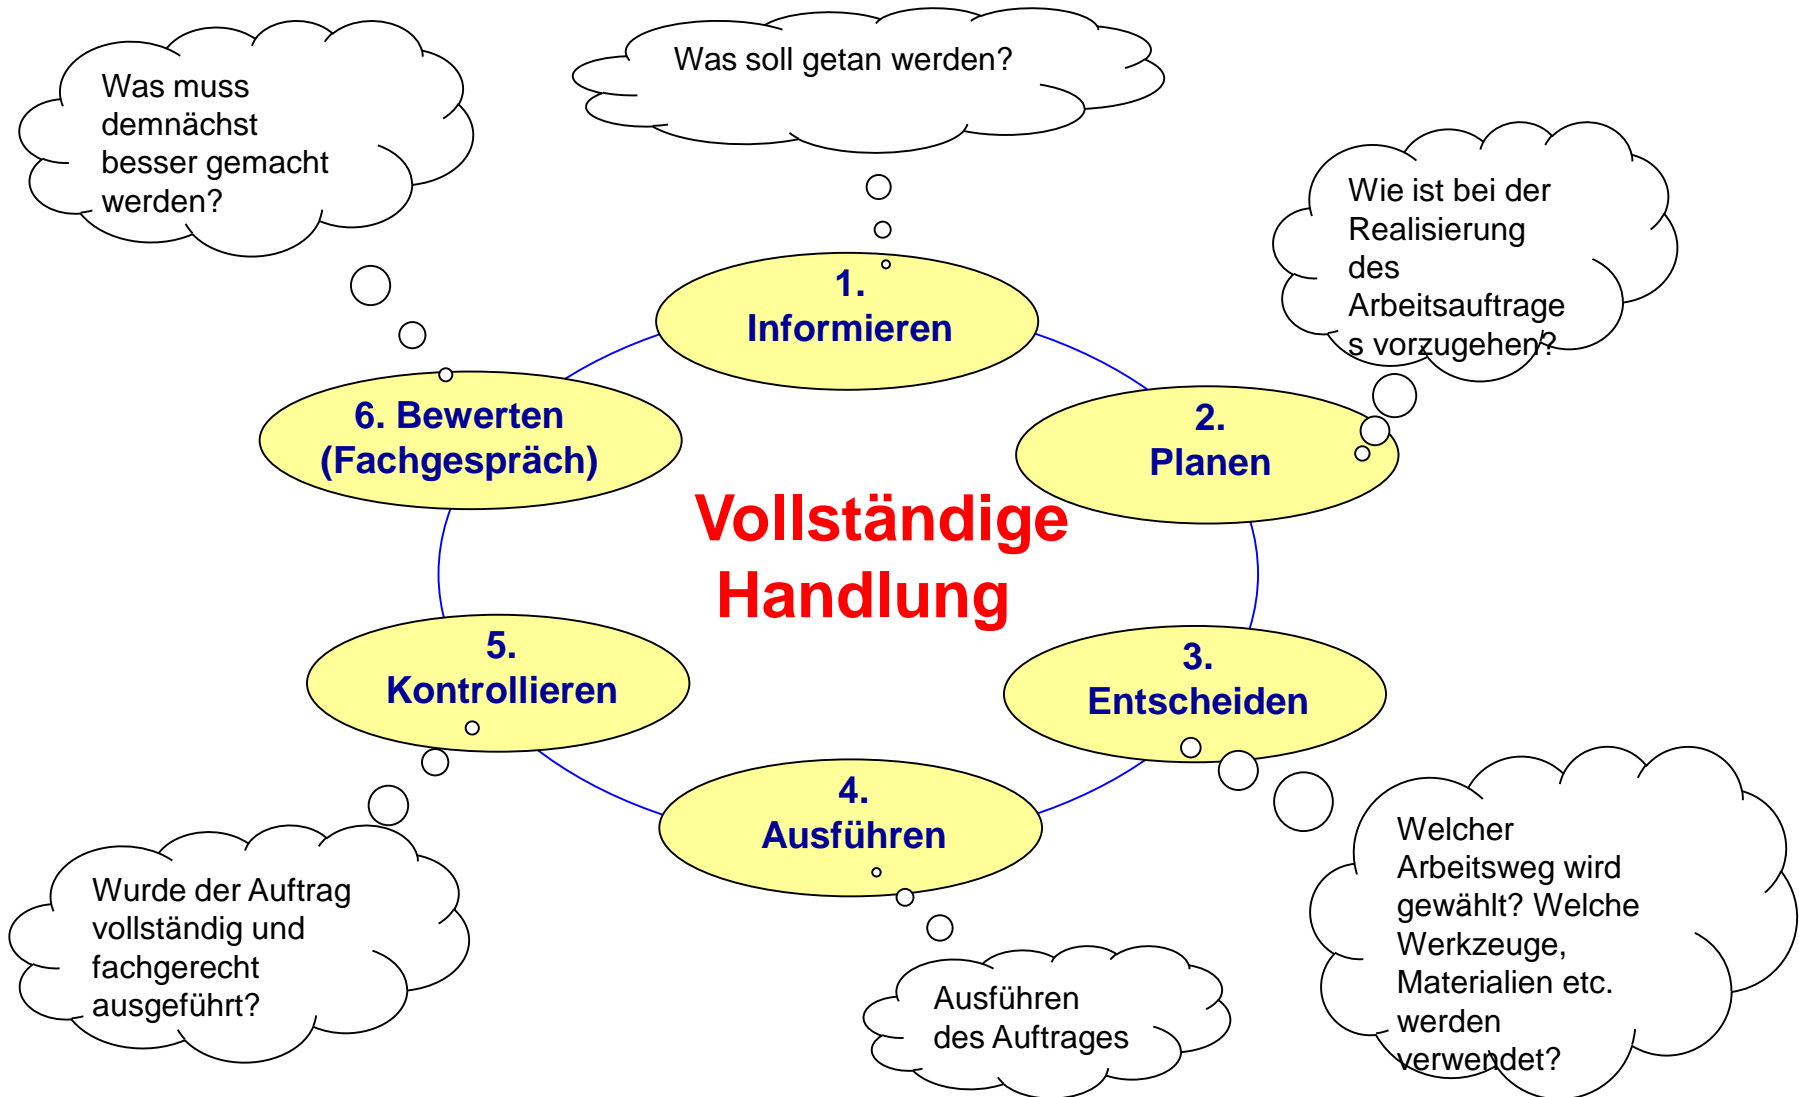 Was soll getan werden?
Was muss
demnächst
besser gemacht
werden?
Wie ist bei der
Realisierung
des
Arbeitsauftrage
s vorzugehen?
1.
Informieren
2.
Planen
6. Bewerten
(Fachgespräch)
Vollständige
Handlung
5.
Kontrollieren
3.
Entscheiden
4.
Ausführen
Welcher
Arbeitsweg wird
gewählt? Welche
Werkzeuge,
Materialien etc.
werden
verwendet?
Wurde der Auftrag
vollständig und
fachgerecht
ausgeführt?
Ausführen
des Auftrages